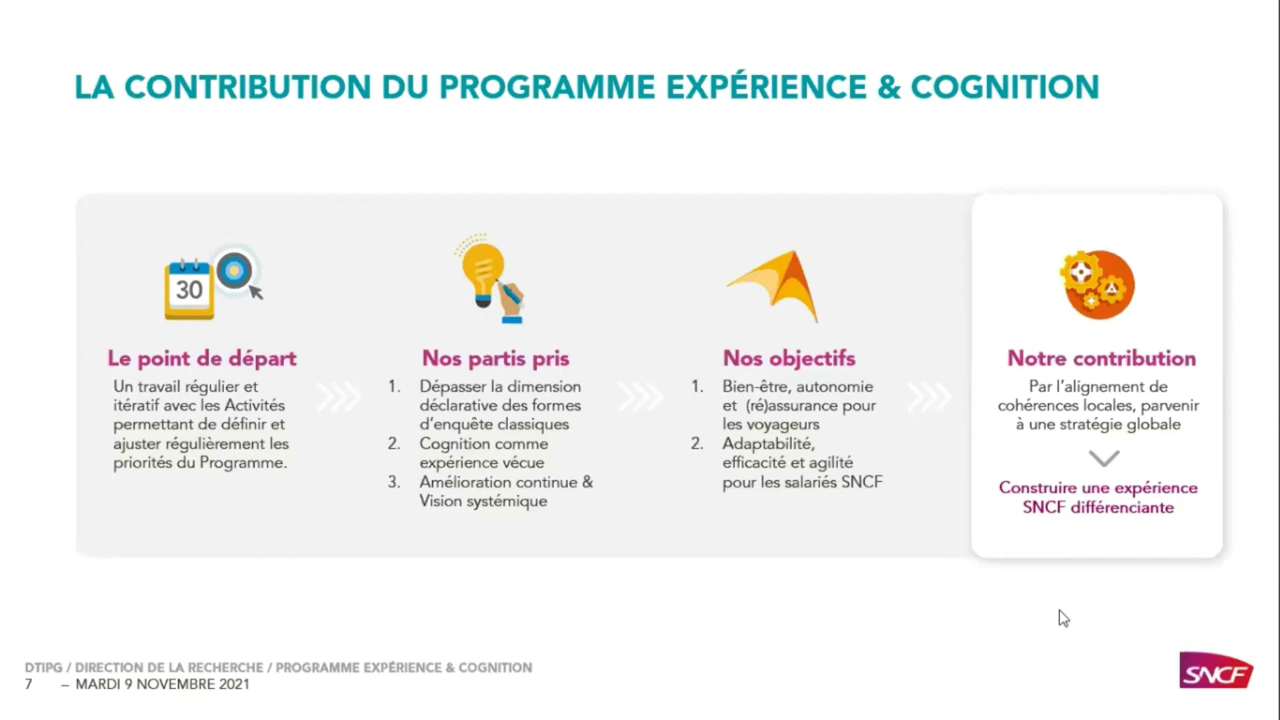 LA CONTRIBUTION DU PROGRAMME EXPÉRIENCE & COGNITION
30
Le point de départ
Un travail régulier et
itératif avec les Activités
permettant de définir et
ajuster régulièrement les
priorités du Programme.
Nos partis pris
1. Dépasser la dimension
déclarative des formes
d'enquête classiques
2. Cognition comme
expérience vécue
3. Amélioration continue &
Vision systémique
Nos objectifs
1. Bien-être, autonomie
et (ré)assurance pour
les voyageurs
2. Adaptabilité,
efficacité et agilité
pour les salariés SNCF
Notre contribution
Par l'alignement de
cohérences locales, parvenir
à une stratégie globale
Construire une expérience
SNCF différenciante
DTIPG / DIRECTION DE LA RECHERCHE / PROGRAMME EXPÉRIENCE & COGNITION
7 – MARDI 9 NOVEMBRE 2021
SNCF